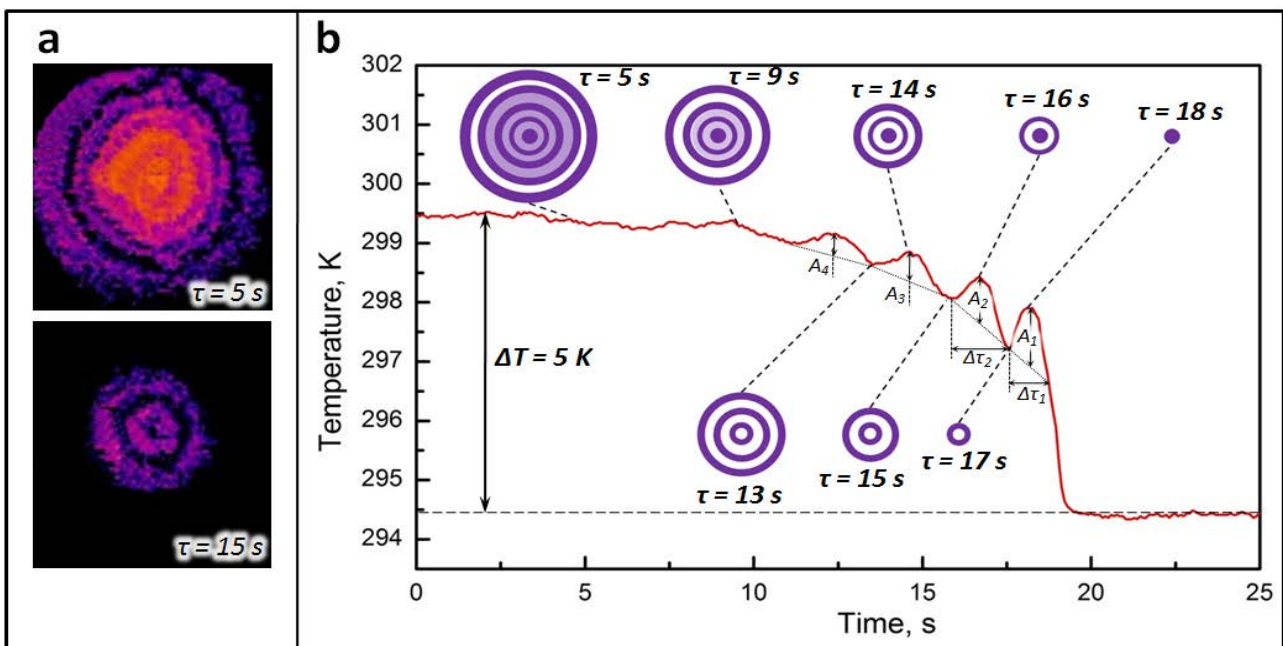 a
τ = 5 s
τ = 15 s
b
302
301
300
299
298
297
296
295
294
Temperature, K
0
5
10
15
20
25
Time, s
τ = 5 s
τ = 9 s
τ = 14 s
τ = 16 s
τ = 18 s
A₄
A₃
A₂
A₁
Δτ₂
Δτ₁
ΔT = 5 K
τ = 13 s
τ = 15 s
τ = 17 s